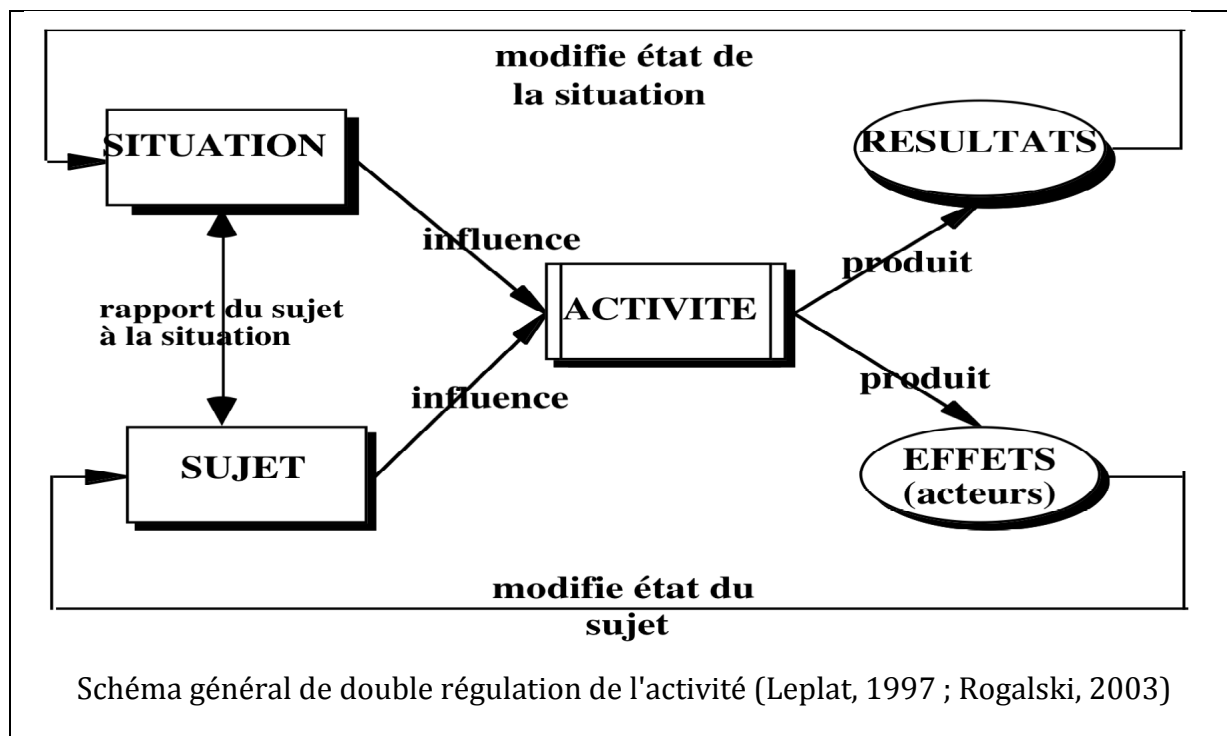 modifie état de
la situation
SITUATION
RESULTATS
influence
produit
rapport du sujet
à la situation
ACTIVITE
influence
produit
SUJET
EFFETS
(acteurs)
modifie état du
sujet
Schéma général de double régulation de l'activité (Leplat, 1997 ; Rogalski, 2003)